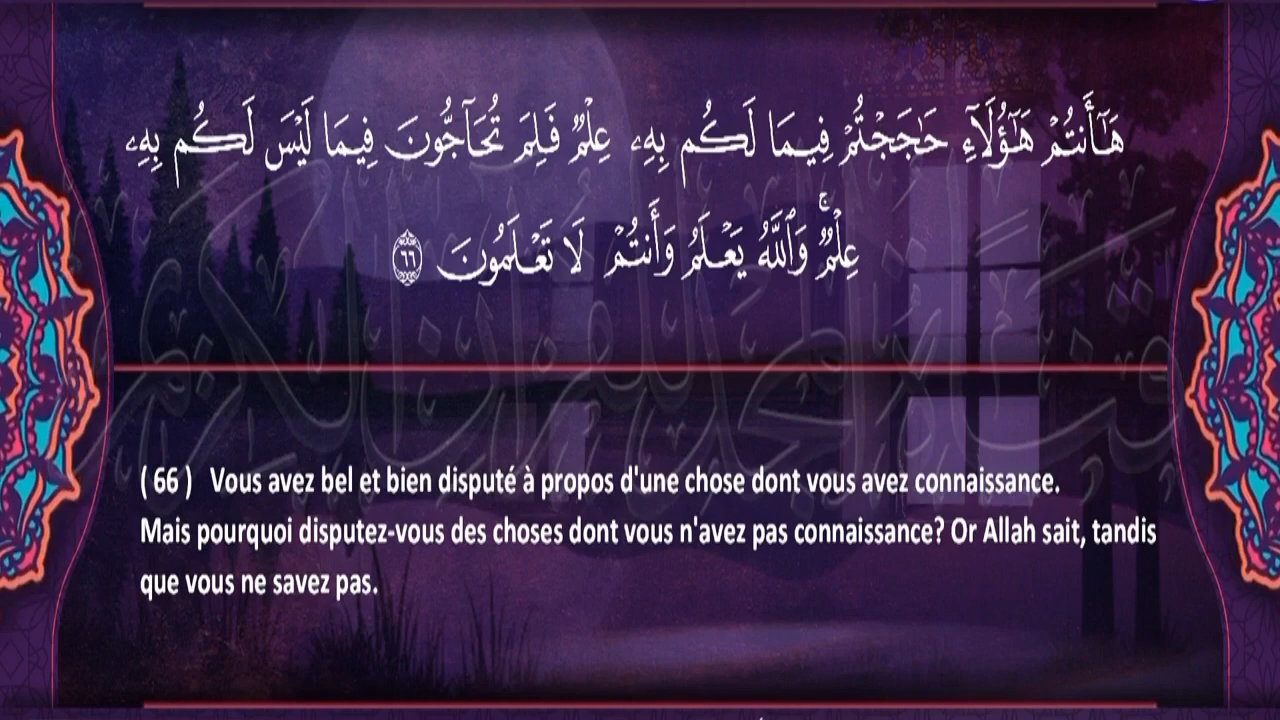 هَٰٓأَنتُمْ هَٰٓؤُلَآءِ حَٰجَجْتُمْ فِيمَا لَكُم بِهِۦ عِلْمٌ فَلِمَ تُحَآجُّونَ فِيمَا لَيْسَ لَكُم بِهِۦ
عِلْمٌ ۚ وَٱللَّهُ يَعْلَمُ وَأَنتُمْ لَا تَعْلَمُونَ ٦٦
( 66 ) Vous avez bel et bien disputé à propos d'une chose dont vous avez connaissance.
Mais pourquoi disputez-vous des choses dont vous n'avez pas connaissance? Or Allah sait, tandis
que vous ne savez pas.